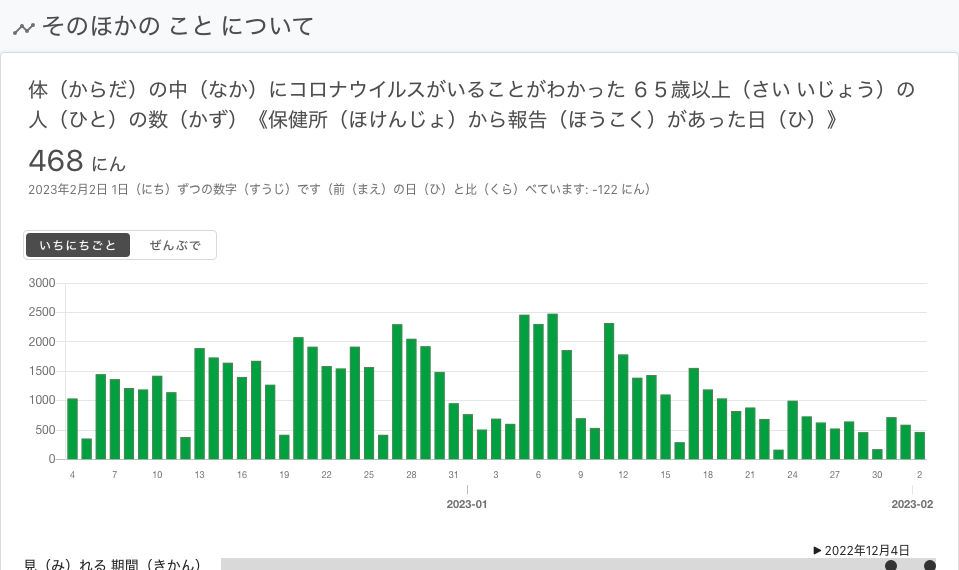 そのほかの こと について
体（からだ）の中（なか）にコロナウイルスがいることがわかった ６５歳以上（さい いじょう）の
人（ひと）の数（かず）《保健所（ほけんじょ）から報告（ほうこく）があった日（ひ）》
468 にん
2023年2月2日 1日（にち）ずつの数字（すうじ）です（前（まえ）の日（ひ）と比（くら）べています: -122 にん）
いちにちごと ぜんぶで
3000
2500
2000
1500
1000
500
0
4 7 10 13 16 19 22 25 28 31 3 6 9 12 15 18 21 24 27 30 2
2023-01 2023-02
▶ 2022年12月4日
見（み）れる 期間（きかん）